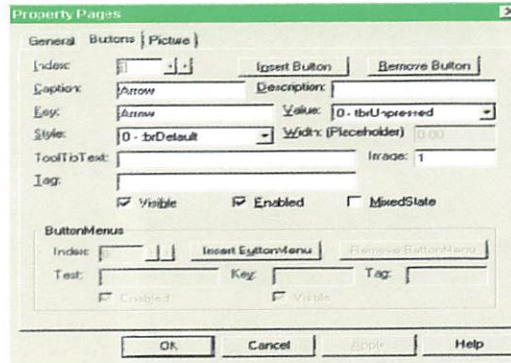 Property Pages
General Buttons Picture
Index: Insert Button Remove Button
Caption: Arrow Description:
Key: Arrow Value: 0 - tbrUnpressed
Style: 0 - tbrDefault Width: (Placeholder) 0.00
ToolTipText: Image: 1
Tag:
Visible Enabled MixedState
ButtonMenus
Index: Insert ButtonMenu Remove ButtonMenu
Text: Key: Tag:
Enabled Visible
OK Cancel Apply Help